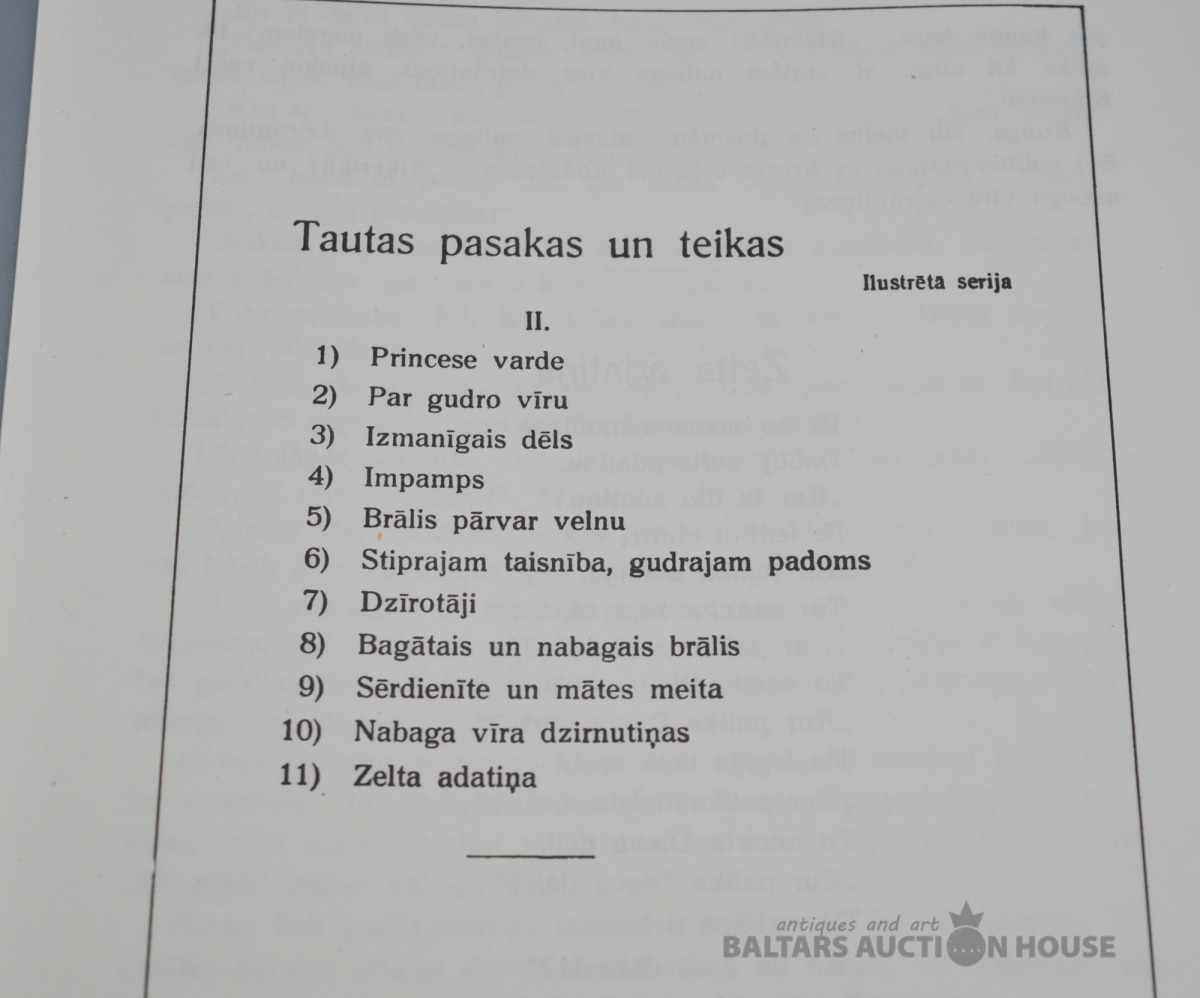 Tautas pasakas un teikas
Ilustrētā serija
II.
1) Princese varde
2) Par gudro vīru
3) Izmanīgais dēls
4) Impamps
5) Brālis pārvar velnu
6) Stiprajam taisnība, gudrajam padoms
7) Dzīrotāji
8) Bagātais un nabagais brālis
9) Sērdienīte un mātes meita
10) Nabaga vīra dzirnutiņas
11) Zelta adatiņa
antiques and art
BALTARS AUCTION HOUSE